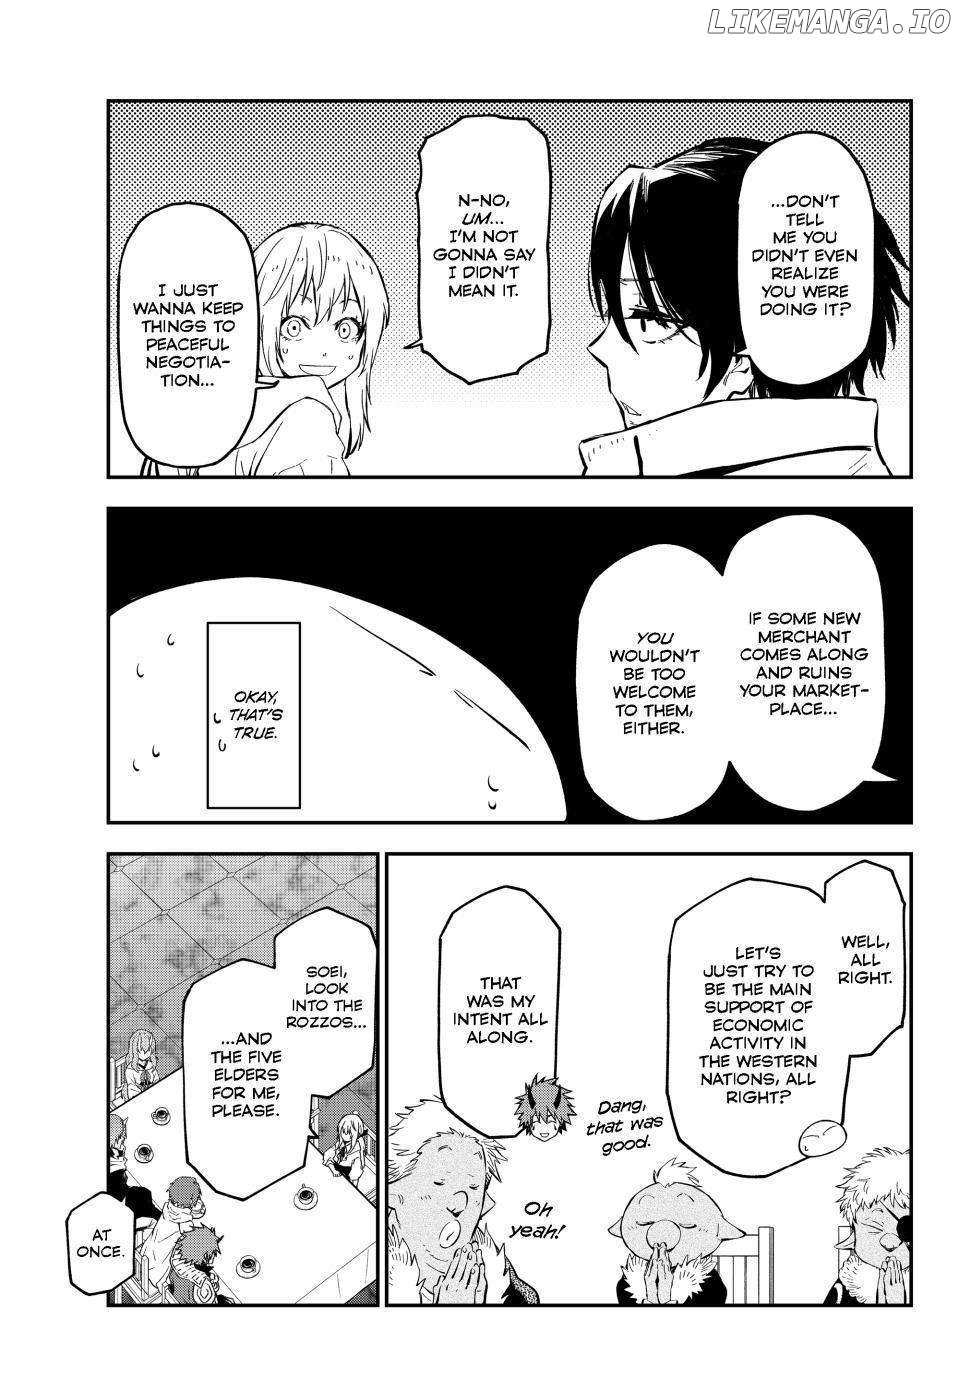 LIKEMANGA.IO
...DON'T
TELL
ME YOU
DIDN'T EVEN
REALIZE
YOU WERE
DOING IT?
N-NO,
UM...
I'M NOT
GONNA SAY
I DIDN'T
MEAN IT.
I JUST
WANNA KEEP
THINGS TO
PEACEFUL
NEGOTIA-
TION...
IF SOME NEW
MERCHANT
COMES ALONG
AND RUINS
YOUR MARKET-
PLACE...
YOU
WOULDN'T
BE TOO
WELCOME
TO THEM,
EITHER.
OKAY,
THAT'S
TRUE.
WELL,
ALL
RIGHT.
LET'S
JUST TRY TO
BE THE MAIN
SUPPORT OF
ECONOMIC
ACTIVITY IN
THE WESTERN
NATIONS, ALL
RIGHT?
THAT
WAS MY
INTENT ALL
ALONG.
Dang,
that was
good.
Oh
yeah!
SOEI,
LOOK
INTO THE
ROZZOS...
...AND
THE FIVE
ELDERS
FOR ME,
PLEASE.
AT
ONCE.